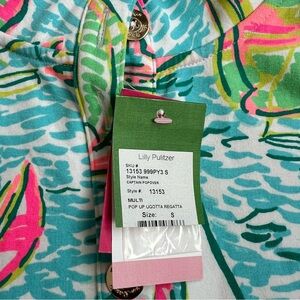 Lilly Pulitzer
SKU #
13153 999PY3 S
Style Name
CAPTAIN POPOVER
Style #: 13153
MULTI
POP UP UGOTTA REGATTA
Size: S